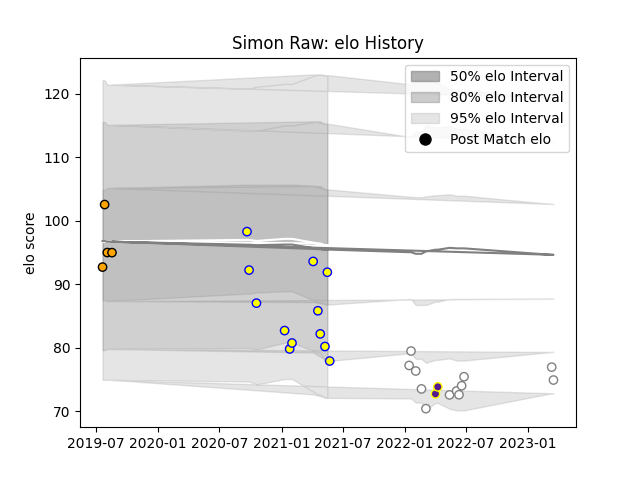 Simon Raw: elo History
50% elo Interval
80% elo Interval
95% elo Interval
Post Match elo
elo score
120
110
100
90
80
70
2019-07 2020-01 2020-07 2021-01 2021-07 2022-01 2022-07 2023-01